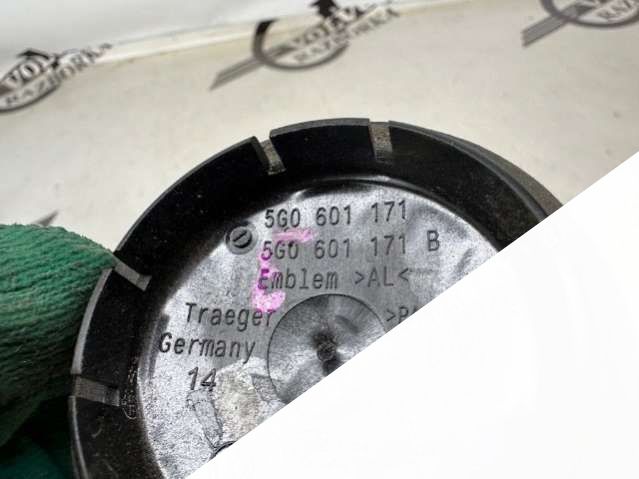 5G0 601 171
5G0 601 171 B
Emblem >AL<
Traeger
Germany
14